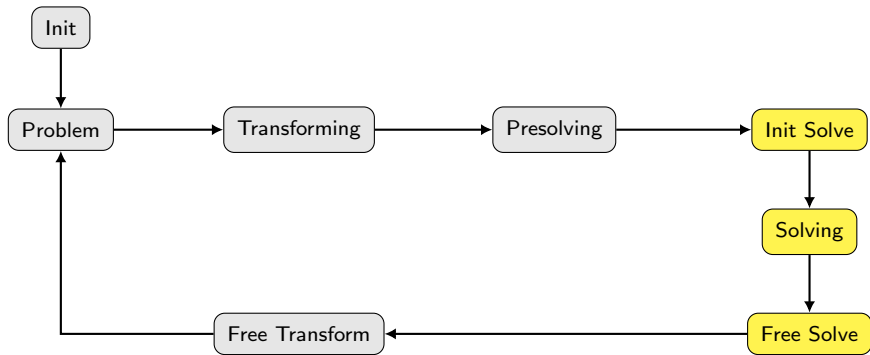 Init
Problem
Transforming
Presolving
Init Solve
Solving
Free Transform
Free Solve